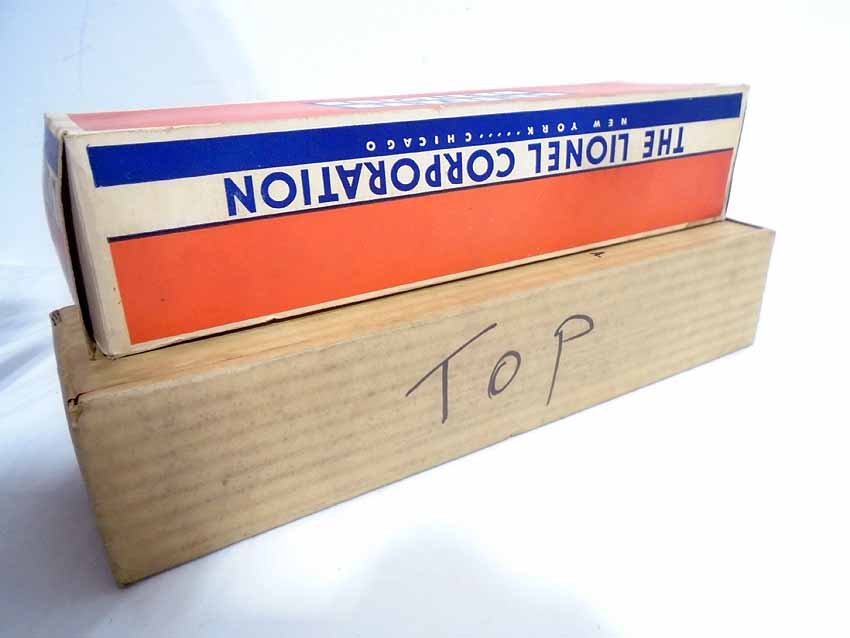 THE LIONEL CORPORATION
NEW YORK......CHICAGO
TOP